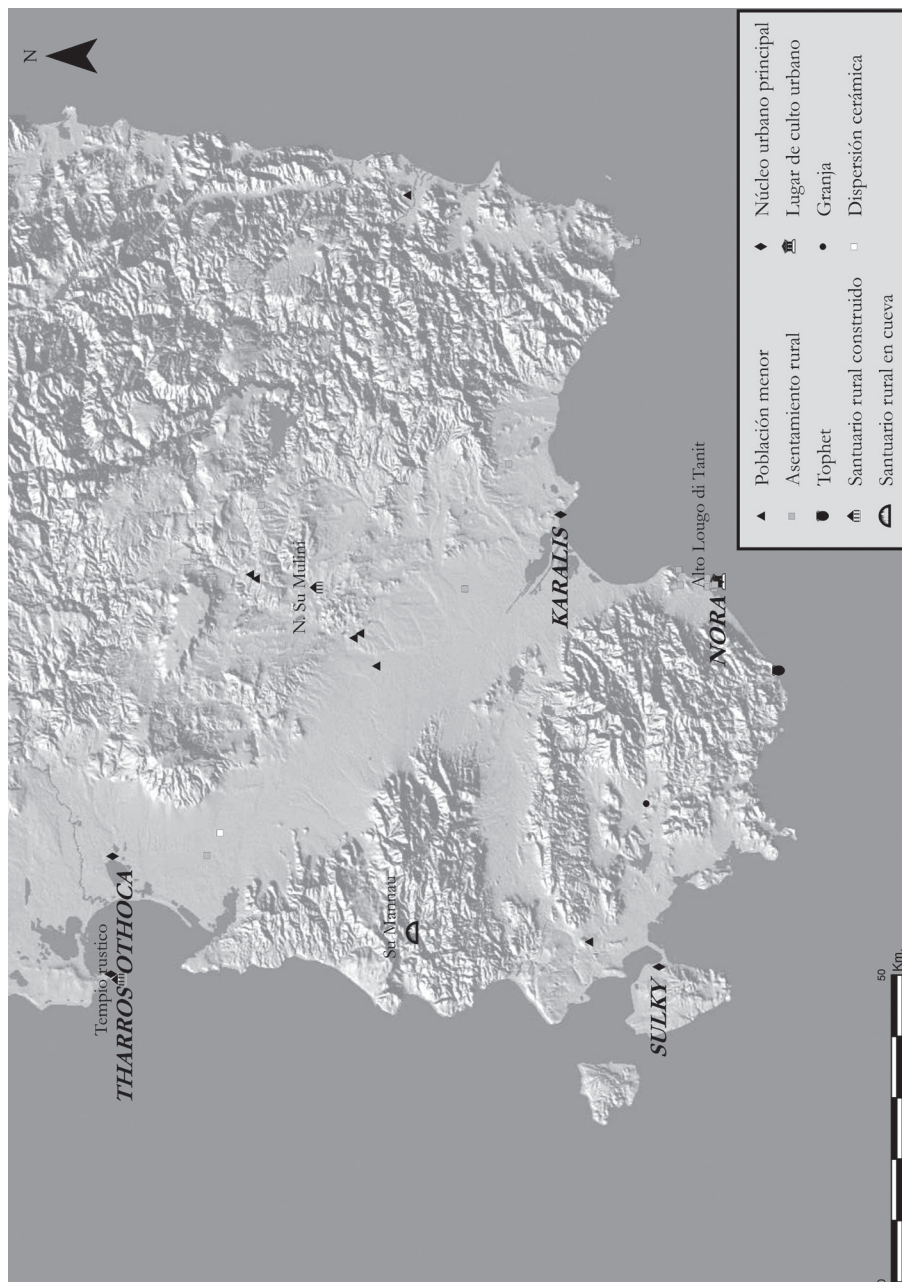 N
Tempio rustico
THARROS OTHOCA
N. Su Mulini
Su Mannau
KARALIS
Alto Lougo di Tanit
NORA
SULKY
Población menor
Asentamiento rural
Tophet
Santuario rural construido
Santuario rural en cueva
Núcleo urbano principal
Lugar de culto urbano
Granja
Dispersión cerámica
0
50
Km.